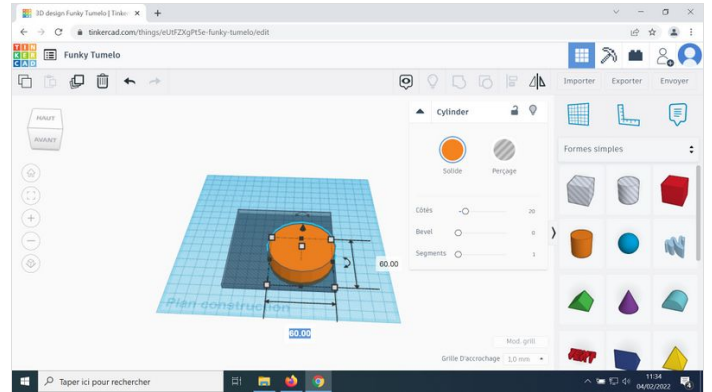 3D design Funky Tumelo | Tinker
tinkercad.com/things/eUtFZXgPt5e-funky-tumelo/edit
TIN
KER
CAD
Funky Tumelo
Importer
Exporter
Envoyer
HAUT
AVANT
Cylinder
Solide
Perçage
Côtés
20
Bevel
0
Segments
1
Formes simples
60.00
Plan construction
60.00
Mod. grill
Grille D'accrochage
1,0 mm
Taper ici pour rechercher
11:34
04/02/2022